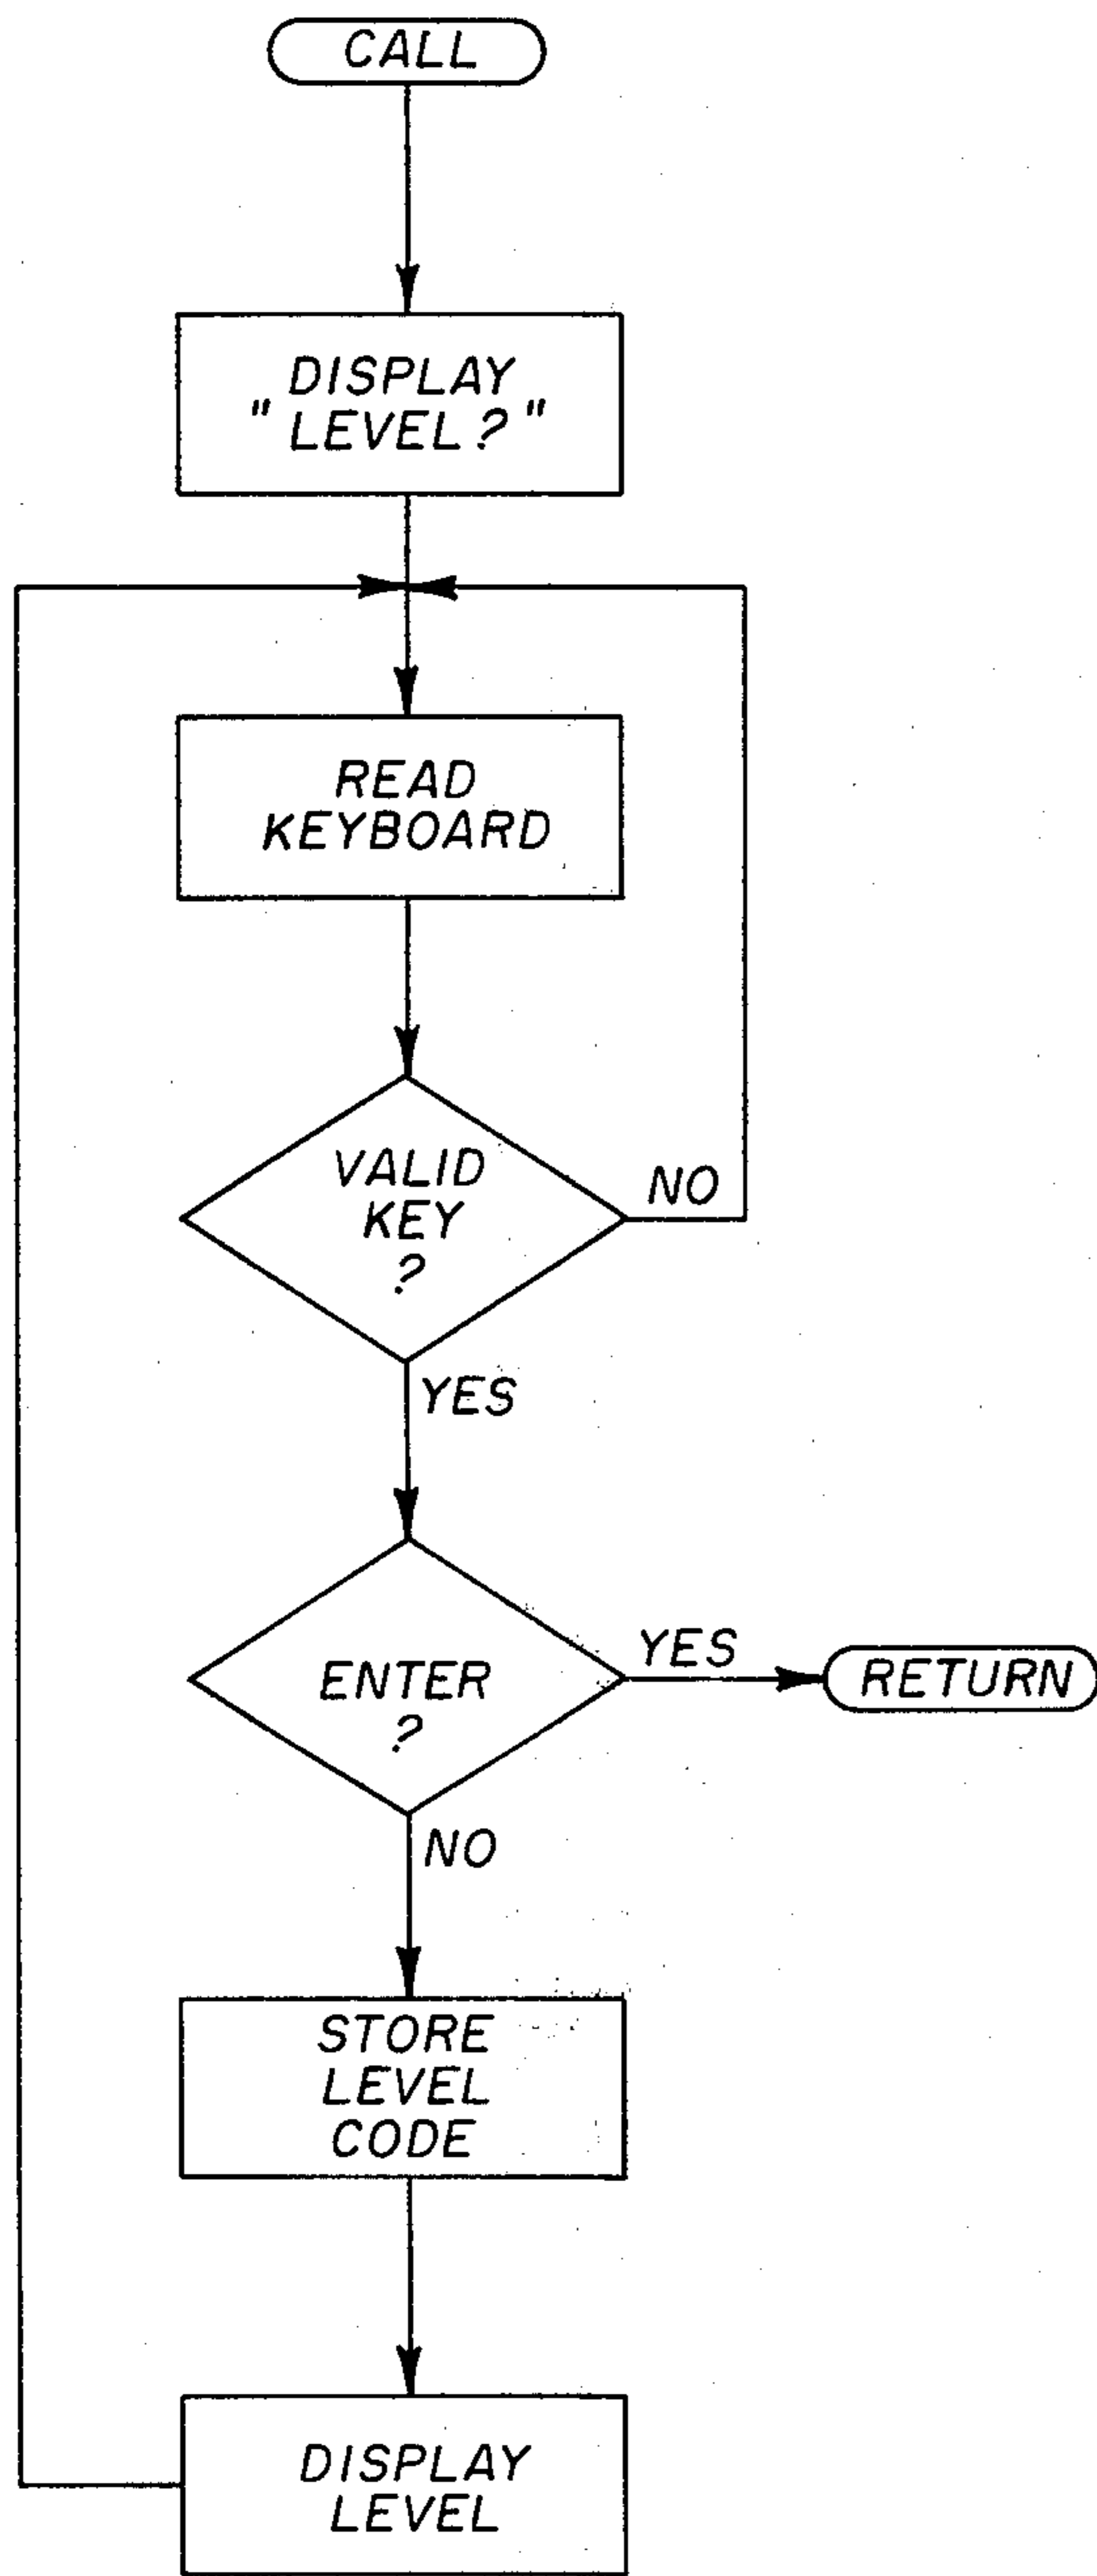 CALL
DISPLAY
"LEVEL?"
READ
KEYBOARD
VALID
KEY
?
NO
YES
ENTER
?
YES
RETURN
NO
STORE
LEVEL
CODE
DISPLAY
LEVEL